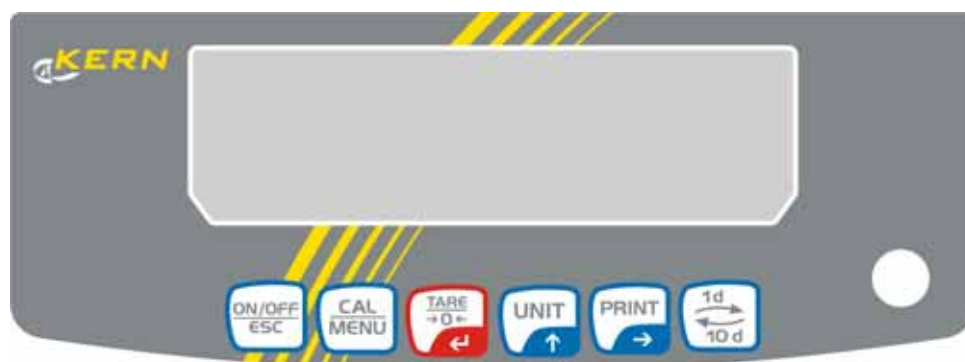 KERN
ON/OFF
ESC
CAL
MENU
TARE
→0←
↵
UNIT
↑
PRINT
→
1d
10 d